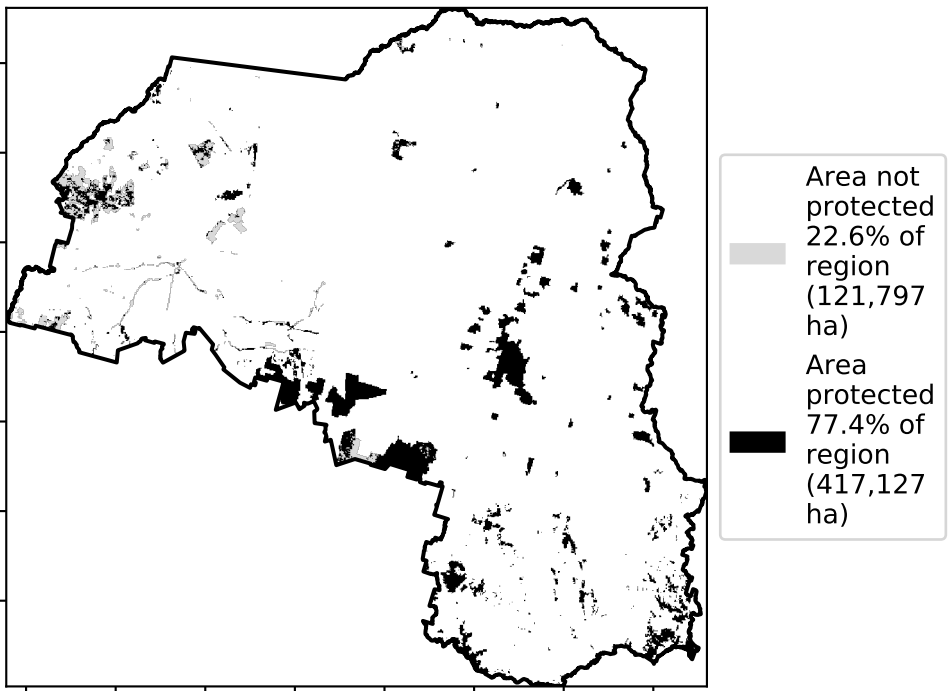 Area not
protected
22.6% of
region
(121,797
ha)
Area
protected
77.4% of
region
(417,127
ha)